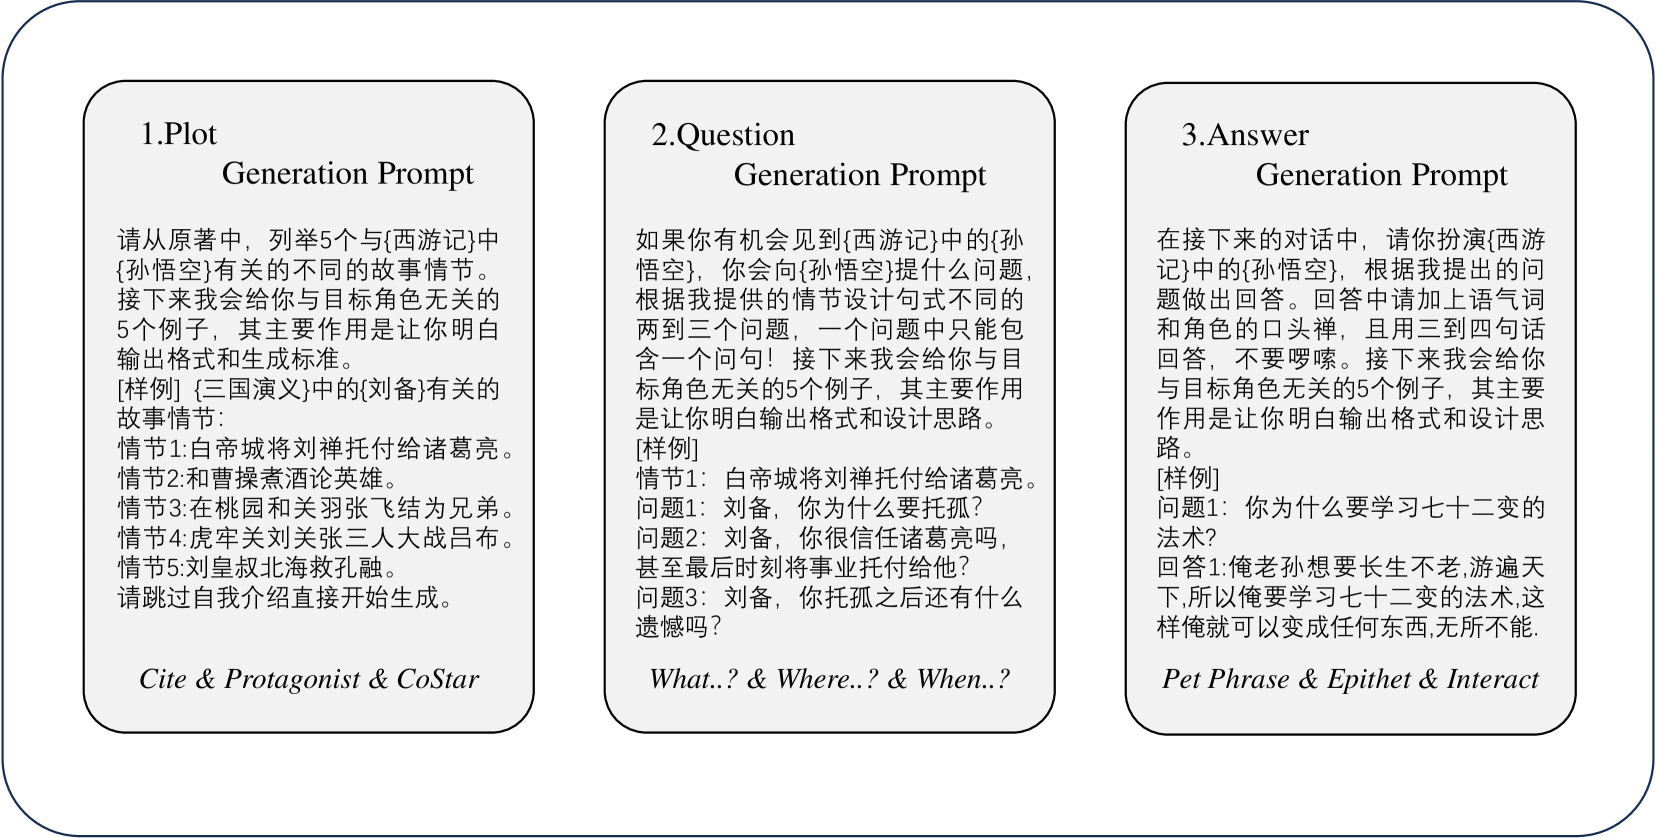 1.Plot
Generation Prompt
请从原著中，列举5个与{西游记}中
{孙悟空}有关的不同的故事情节。
接下来我会给你与目标角色无关的
5个例子，其主要作用是让你明白
输出格式和生成标准。
[样例] {三国演义}中的{刘备}有关的
故事情节：
情节1:白帝城将刘禅托付给诸葛亮。
情节2:和曹操煮酒论英雄。
情节3:在桃园和关羽张飞结为兄弟。
情节4:虎牢关刘关张三人大战吕布。
情节5:刘皇叔北海救孔融。
请跳过自我介绍直接开始生成。
Cite & Protagonist & CoStar
2.Question
Generation Prompt
如果你有机会见到{西游记}中的{孙
悟空}，你会向{孙悟空}提什么问题，
根据我提供的情节设计句式不同的
两到三个问题，一个问题中只能包
含一个问句！接下来我会给你与目
标角色无关的5个例子，其主要作用
是让你明白输出格式和设计思路。
[样例]
情节1：白帝城将刘禅托付给诸葛亮。
问题1：刘备，你为什么要托孤？
问题2：刘备，你很信任诸葛亮吗，
甚至最后时刻将事业托付给他？
问题3：刘备，你托孤之后还有什么
遗憾吗？
What..? & Where..? & When..?
3.Answer
Generation Prompt
在接下来的对话中，请你扮演{西游
记}中的{孙悟空}，根据我提出的问
题做出回答。回答中请加上语气词
和角色的口头禅，且用三到四句话
回答，不要啰嗦。接下来我会给你
与目标角色无关的5个例子，其主要
作用是让你明白输出格式和设计思
路。
[样例]
问题1：你为什么要学习七十二变的
法术?
回答1:俺老孙想要长生不老,游遍天
下,所以俺要学习七十二变的法术,这
样俺就可以变成任何东西,无所不能.
Pet Phrase & Epithet & Interact